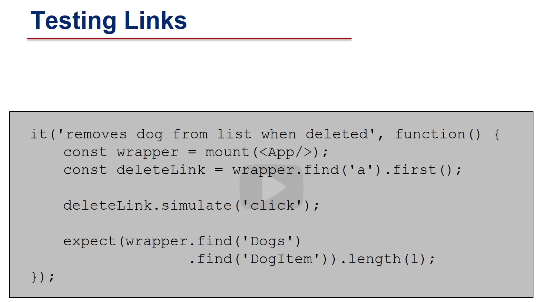 Testing Links
it('removes dog from list when deleted', function() {
const wrapper = mount(<App/>);
const deleteLink = wrapper.find('a').first();
deleteLink.simulate('click');
expect(wrapper.find('Dogs')
.find('DogItem')).length(1);
});